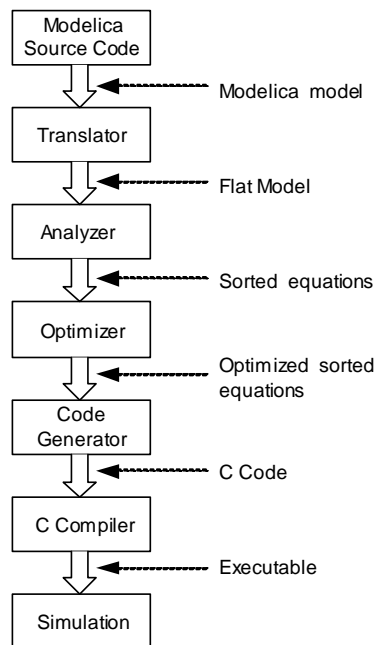 Modelica
Source Code
Modelica model
Translator
Flat Model
Analyzer
Sorted equations
Optimizer
Optimized sorted
equations
Code
Generator
C Code
C Compiler
Executable
Simulation